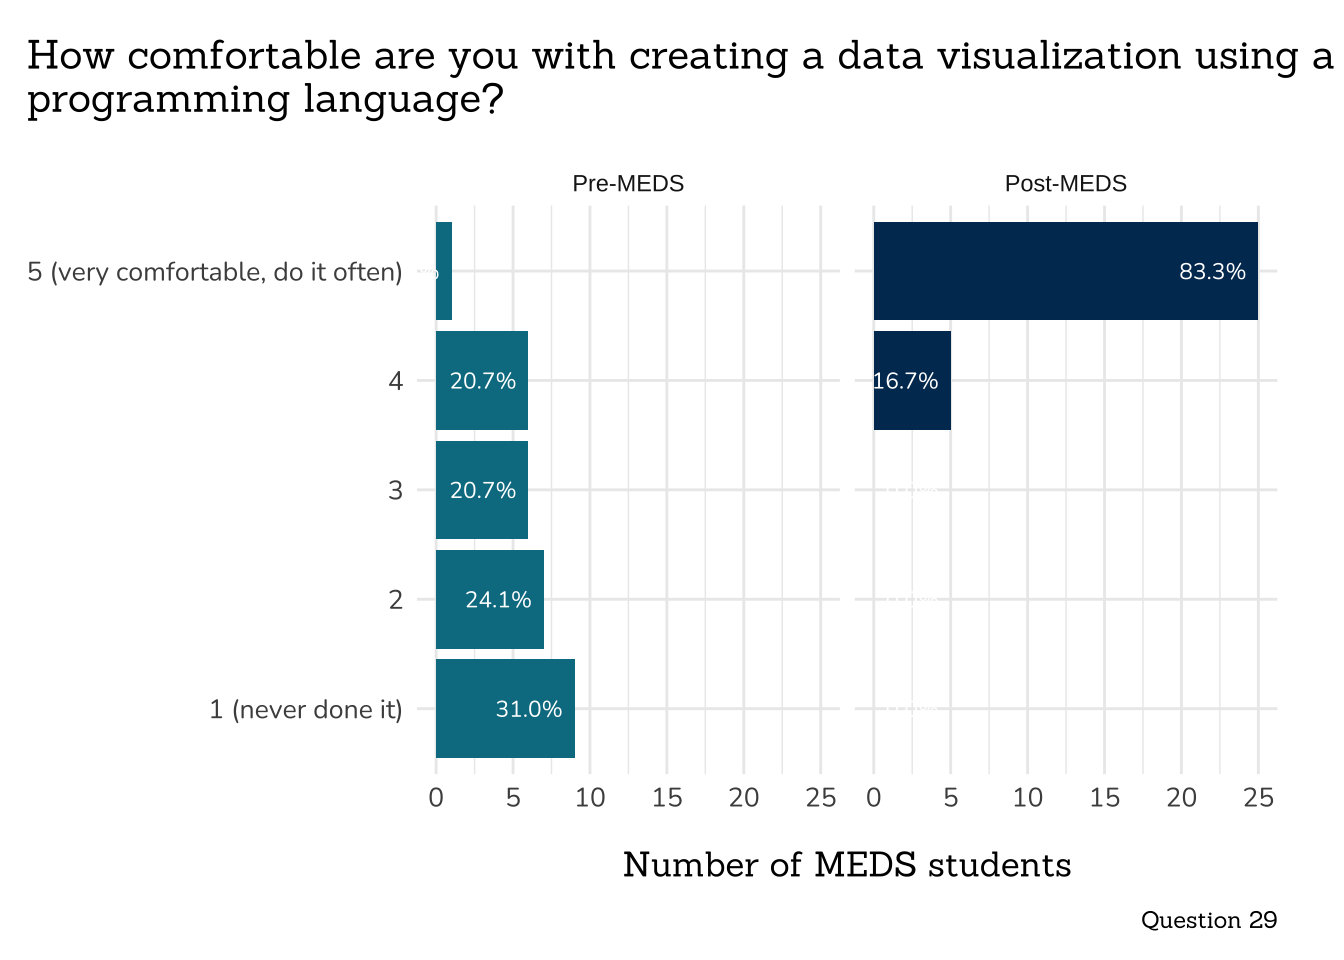 How comfortable are you with creating a data visualization using a
programming language?
Pre-MEDS
Post-MEDS
5 (very comfortable, do it often)
83.3%
4
20.7%
16.7%
3
20.7%
2
24.1%
1 (never done it)
31.0%
0 5 10 15 20 25
0 5 10 15 20 25
Number of MEDS students
Question 29